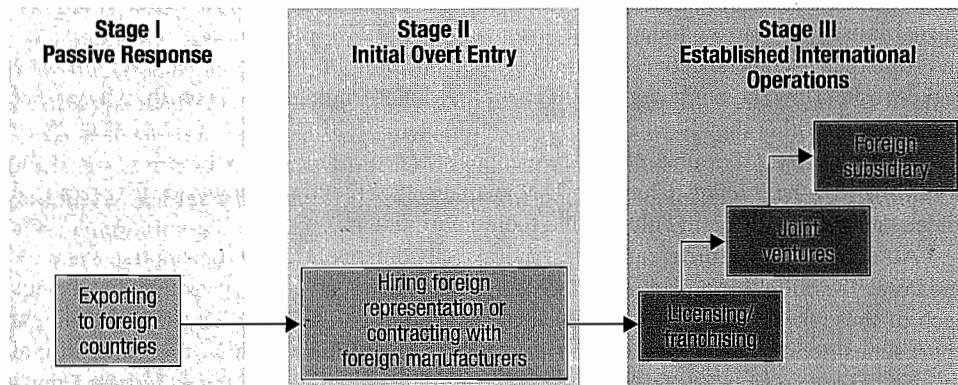 Stage I
Passive Response
Stage II
Initial Overt Entry
Stage III
Established International
Operations
Exporting
to foreign
countries
Hiring foreign
representation or
contracting with
foreign manufacturers
Licensing/
franchising
Joint
ventures
Foreign
subsidiary